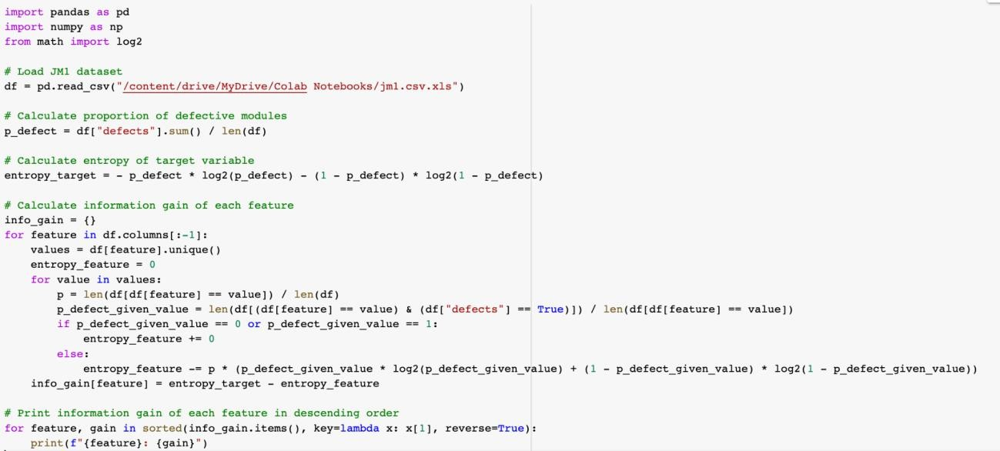 import pandas as pd
import numpy as np
from math import log2

# Load JM1 dataset
df = pd.read_csv("/content/drive/MyDrive/Colab Notebooks/jm1.csv.xls")

# Calculate proportion of defective modules
p_defect = df["defects"].sum() / len(df)

# Calculate entropy of target variable
entropy_target = - p_defect * log2(p_defect) - (1 - p_defect) * log2(1 - p_defect)

# Calculate information gain of each feature
info_gain = {}
for feature in df.columns[:-1]:
    values = df[feature].unique()
    entropy_feature = 0
    for value in values:
        p = len(df[df[feature] == value]) / len(df)
        p_defect_given_value = len(df[(df[feature] == value) & (df["defects"] == True)]) / len(df[df[feature] == value])
        if p_defect_given_value == 0 or p_defect_given_value == 1:
            entropy_feature += 0
        else:
            entropy_feature -= p * (p_defect_given_value * log2(p_defect_given_value) + (1 - p_defect_given_value) * log2(1 - p_defect_given_value))
    info_gain[feature] = entropy_target - entropy_feature

# Print information gain of each feature in descending order
for feature, gain in sorted(info_gain.items(), key=lambda x: x[1], reverse=True):
    print(f"{feature}: {gain}")